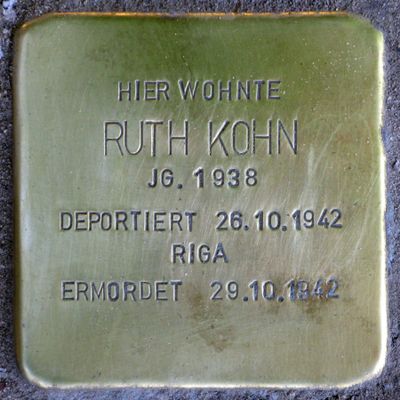 HIER WOHNTE
RUTH KOHN
JG. 1938
DEPORTIERT 26.10.1942
RIGA
ERMORDET 29.10.1942